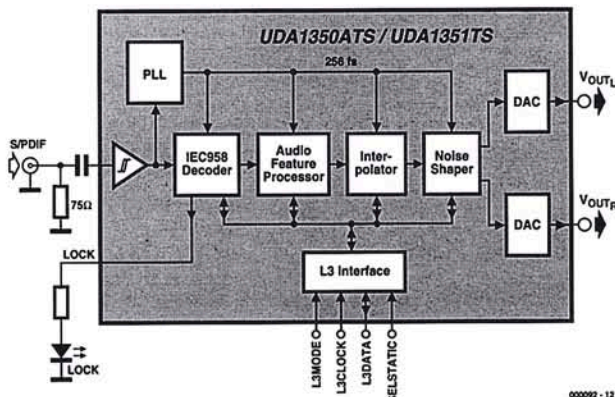 UDA1350ATS / UDA1351TS
256 fs
PLL
S/PDIF
75Ω
IEC958
Decoder
Audio
Feature
Processor
Inter-
polator
Noise
Shaper
DAC
VOUTL
DAC
VOUTR
LOCK
L3 Interface
LOCK
L3MODE
L3CLOCK
L3DATA
SELSTATIC
000092 - 13